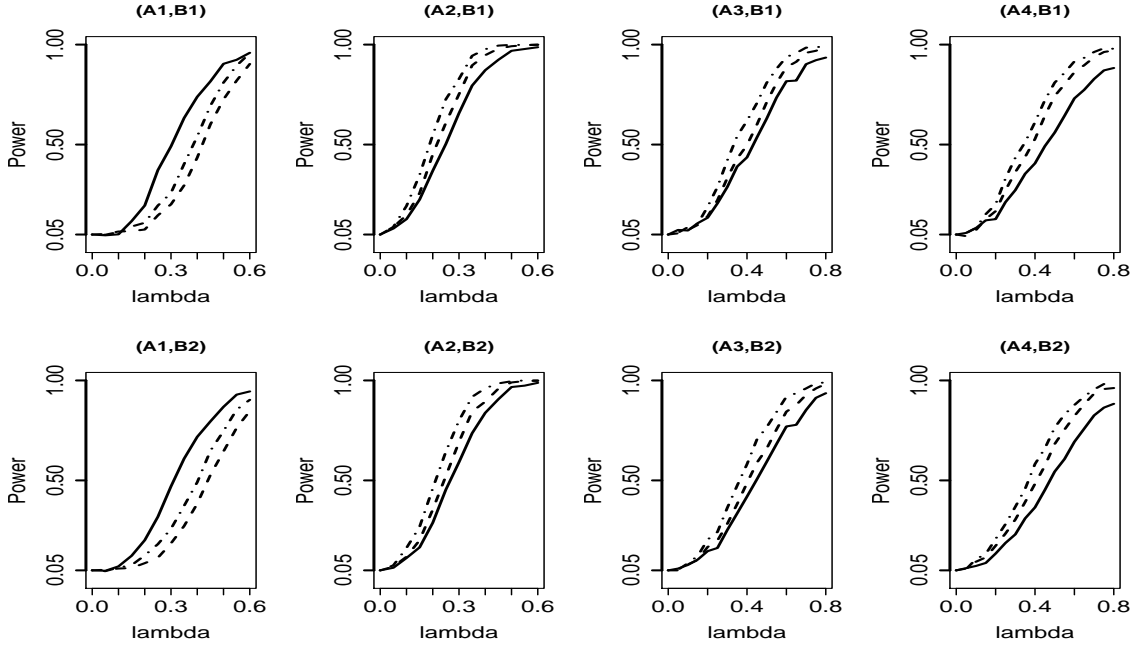 (A1,B1)
Power
1.00
0.50
0.05
0.0 0.3 0.6
lambda
(A2,B1)
Power
1.00
0.50
0.05
0.0 0.3 0.6
lambda
(A3,B1)
Power
1.00
0.50
0.05
0.0 0.4 0.8
lambda
(A4,B1)
Power
1.00
0.50
0.05
0.0 0.4 0.8
lambda
(A1,B2)
Power
1.00
0.50
0.05
0.0 0.3 0.6
lambda
(A2,B2)
Power
1.00
0.50
0.05
0.0 0.3 0.6
lambda
(A3,B2)
Power
1.00
0.50
0.05
0.0 0.4 0.8
lambda
(A4,B2)
Power
1.00
0.50
0.05
0.0 0.4 0.8
lambda